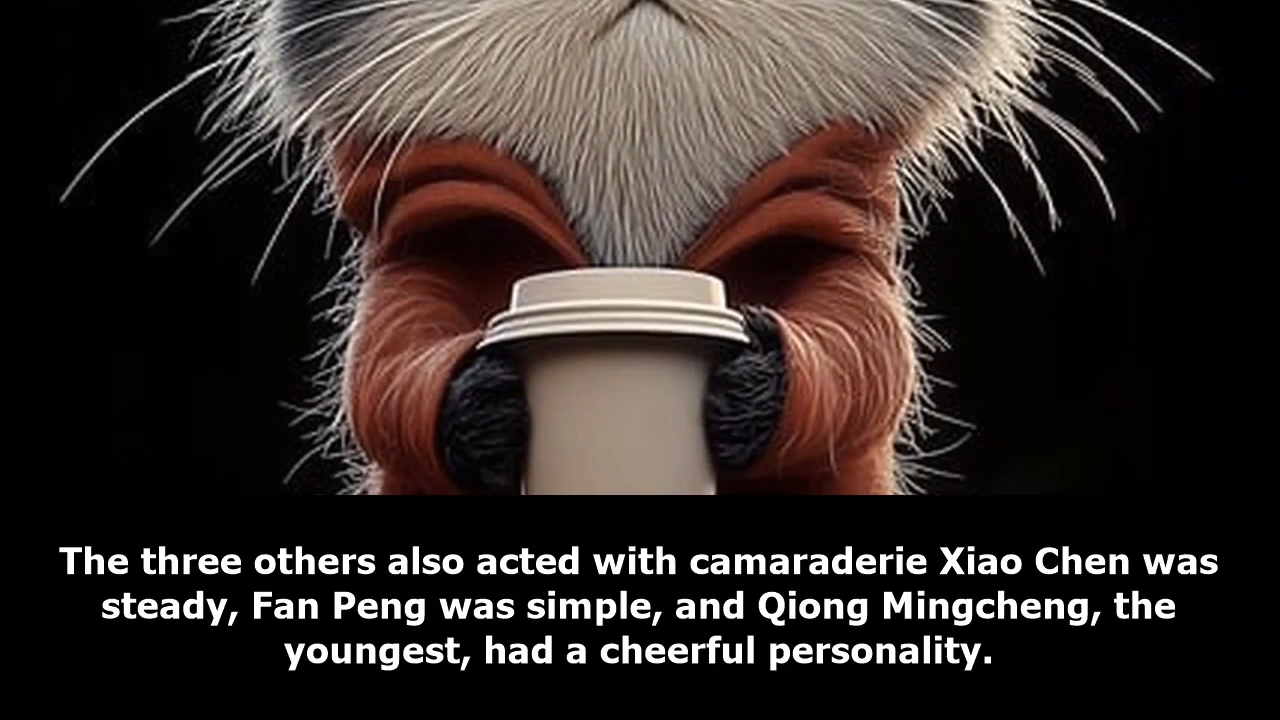 The three others also acted with camaraderie Xiao Chen was
steady, Fan Peng was simple, and Qiong Mingcheng, the
youngest, had a cheerful personality.